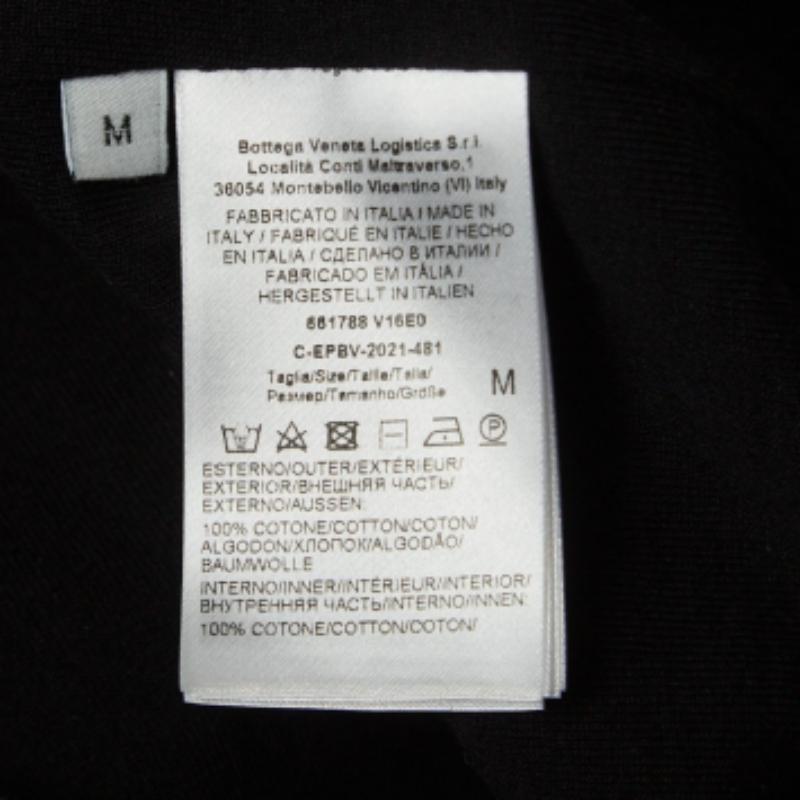 M
Bottega Veneta Logistica S.r.l.
Località Conti Maltraverso,1
36054 Montebello Vicentino (VI) Italy
FABBRICATO IN ITALIA / MADE IN
ITALY / FABRIQUÉ EN ITALIE / HECHO
EN ITALIA / СДЕЛАНО В ИТАЛИИ /
FABRICADO EM ITÁLIA /
HERGESTELLT IN ITALIEN
661788 V16E0
C-EPBV-2021-481
Taglia/Size/Taille/Talla/
Размер/Tamanho/Größe
M
P
ESTERNO/OUTER/EXTÉRIEUR/
EXTERIOR/ВНЕШНЯЯ ЧАСТЬ/
EXTERNO/AUSSEN:
100% COTONE/COTTON/COTON/
ALGODON/ХЛОПОК/ALGODÃO/
BAUMWOLLE
INTERNO/INNER/INTÉRIEUR/INTERIOR/
ВНУТРЕННЯЯ ЧАСТЬ/INTERNO/INNEN:
100% COTONE/COTTON/COTON/